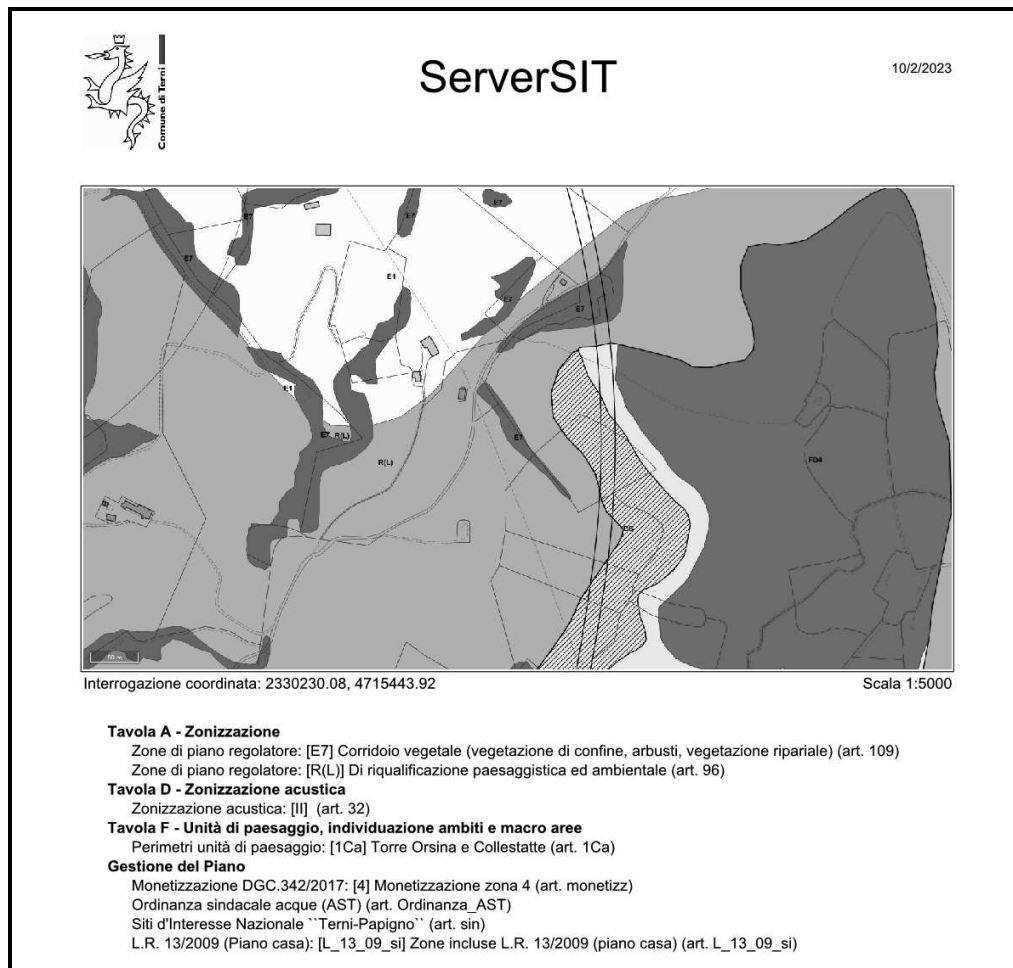 Comune di Terni
ServerSIT
10/2/2023
E7
E7
E7
E7
E1
E7
E7
E1
E7
R(L)
R(L)
E7
FD4
50 m
Interrogazione coordinata: 2330230.08, 4715443.92
Scala 1:5000
Tavola A - Zonizzazione
Zone di piano regolatore: [E7] Corridoio vegetale (vegetazione di confine, arbusti, vegetazione ripariale) (art. 109)
Zone di piano regolatore: [R(L)] Di riqualificazione paesaggistica ed ambientale (art. 96)
Tavola D - Zonizzazione acustica
Zonizzazione acustica: [II]  (art. 32)
Tavola F - Unità di paesaggio, individuazione ambiti e macro aree
Perimetri unità di paesaggio: [1Ca] Torre Orsina e Collestatte (art. 1Ca)
Gestione del Piano
Monetizzazione DGC.342/2017: [4] Monetizzazione zona 4 (art. monetizz)
Ordinanza sindacale acque (AST) (art. Ordinanza_AST)
Siti d'Interesse Nazionale ``Terni-Papigno`` (art. sin)
L.R. 13/2009 (Piano casa): [L_13_09_si] Zone incluse L.R. 13/2009 (piano casa) (art. L_13_09_si)